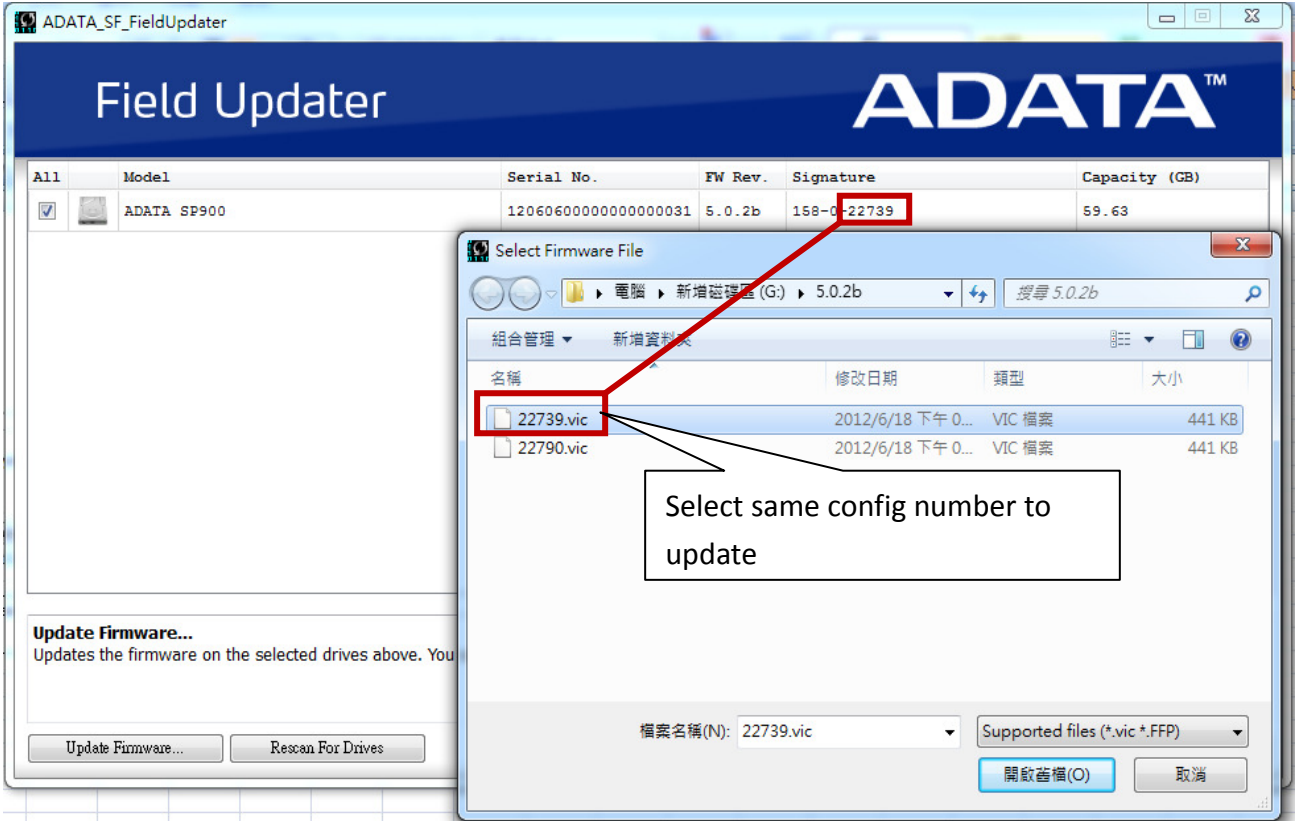 ADATA_SF_FieldUpdater
Field Updater
ADATA™
All Model Serial No. FW Rev. Signature Capacity (GB)
ADATA SP900 12060600000000000031 5.0.2b 158-0-22739 59.63
Select Firmware File
電腦 新增磁碟區 (G:) 5.0.2b
搜尋 5.0.2b
組合管理 新增資料夾
名稱 修改日期 類型 大小
22739.vic 2012/6/18 下午 0... VIC 檔案 441 KB
22790.vic 2012/6/18 下午 0... VIC 檔案 441 KB
Select same config number to
update
Update Firmware...
Updates the firmware on the selected drives above. You
檔案名稱(N): 22739.vic Supported files (*.vic *.FFP)
Update Firmware... Rescan For Drives
開啟舊檔(O) 取消